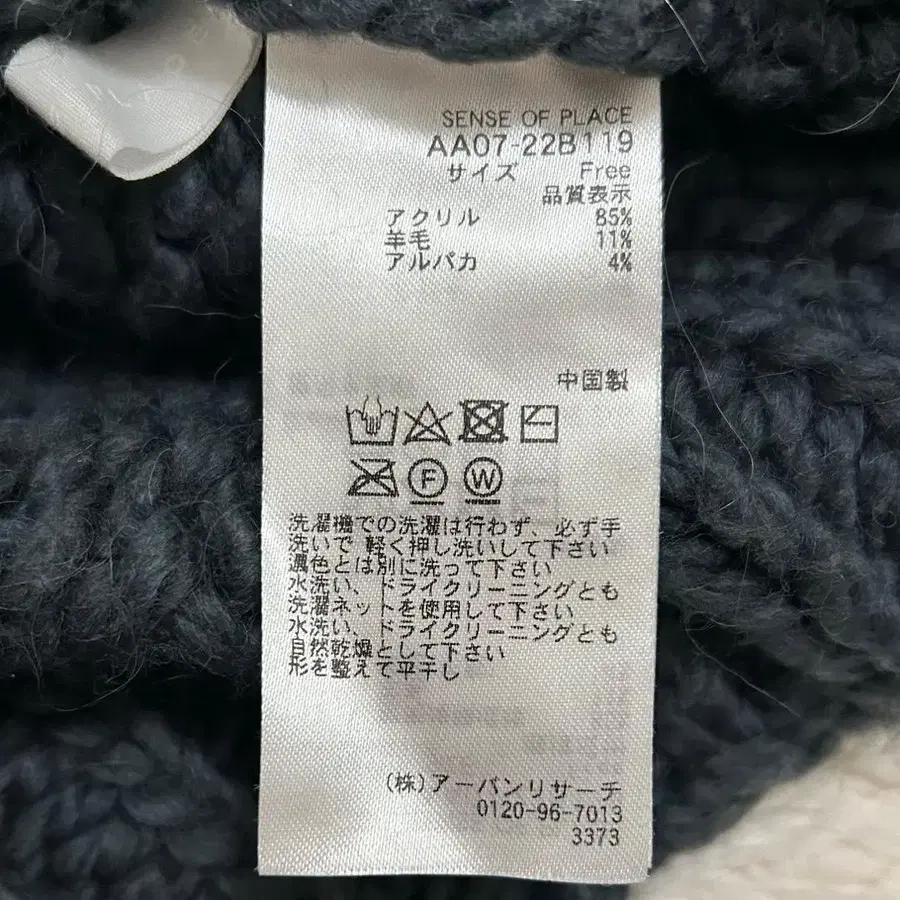 SENSE OF PLACE
AA07-22B119
サイズ Free
品質表示
アクリル 85%
羊毛 11%
アルパカ 4%
中国製
F W
洗濯機での洗濯は行わず、必ず手
洗いで 軽く押し洗いして下さい
濃色とは別に洗って下さい
水洗い、ドライクリーニングとも
洗濯ネットを使用して下さい
水洗い、ドライクリーニングとも
自然乾燥として下さい
形を整えて平干し
(株)アーバンリサーチ
0120-96-7013
3373